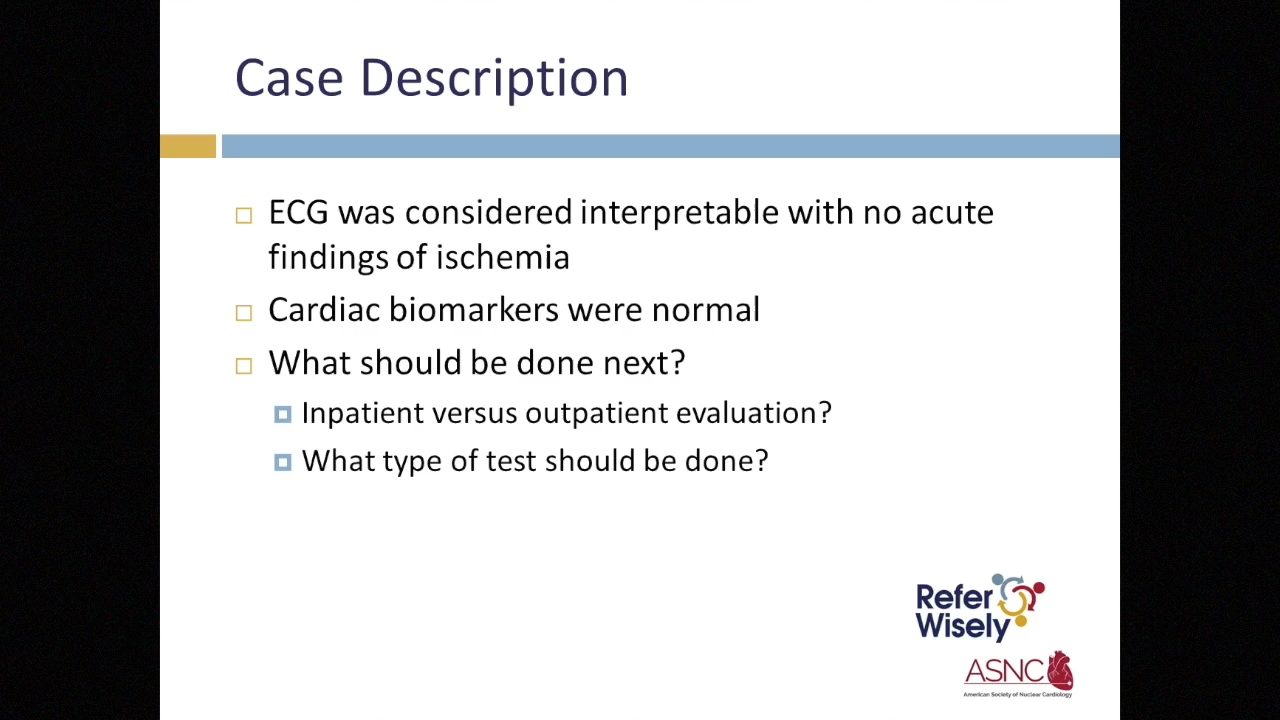 Case Description
ECG was considered interpretable with no acute
findings of ischemia
Cardiac biomarkers were normal
What should be done next?
Inpatient versus outpatient evaluation?
What type of test should be done?
Refer
Wisely
ASNC
American Society of Nuclear Cardiology